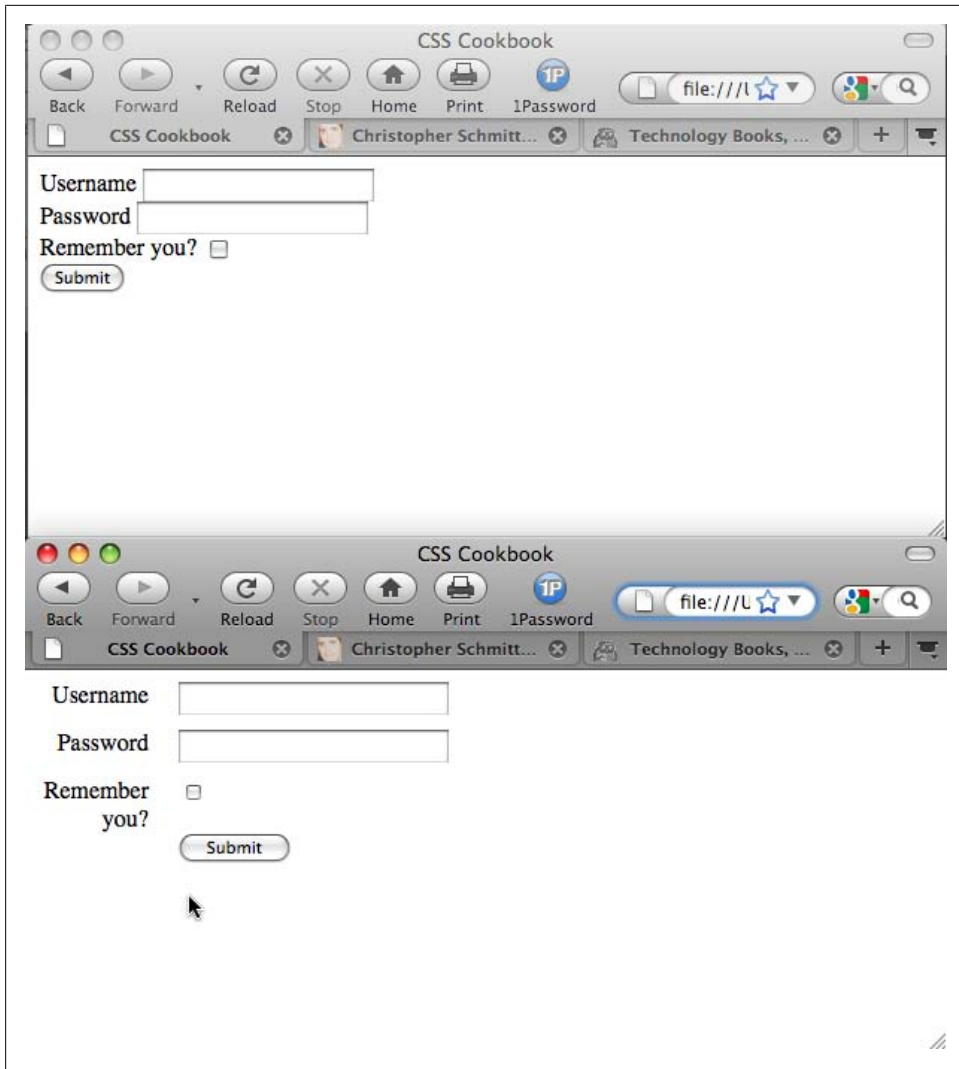 CSS Cookbook
Back Forward Reload Stop Home Print 1Password file:///
CSS Cookbook Christopher Schmitt... Technology Books, ...
Username
Password
Remember you?
Submit
CSS Cookbook
Back Forward Reload Stop Home Print 1Password file:///
CSS Cookbook Christopher Schmitt... Technology Books, ...
Username
Password
Remember
you?
Submit